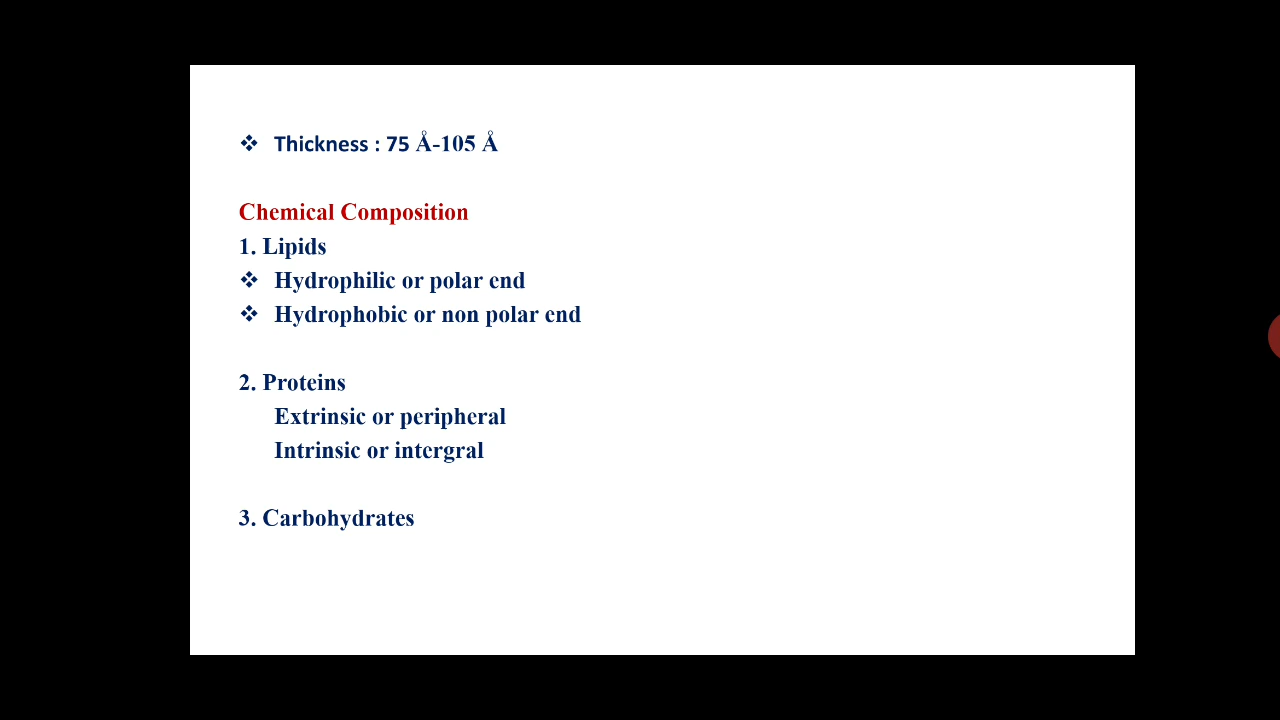 ❖ Thickness : 75 Å-105 Å
Chemical Composition
1. Lipids
❖ Hydrophilic or polar end
❖ Hydrophobic or non polar end
2. Proteins
Extrinsic or peripheral
Intrinsic or intergral
3. Carbohydrates